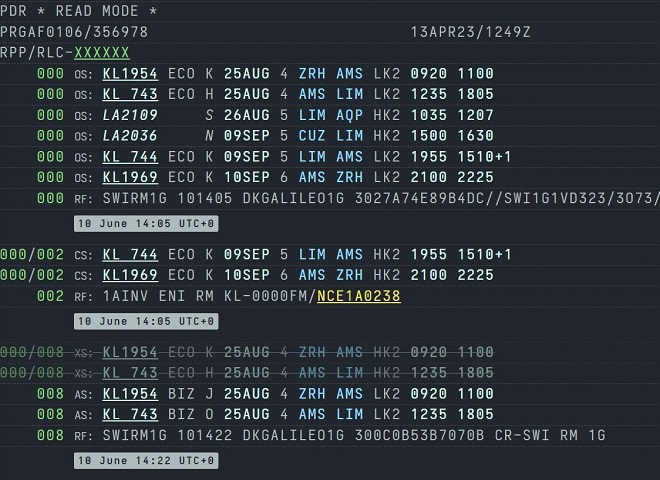 PDR * READ MODE *
PRGAF0106/356978 13APR23/1249Z
RPP/RLC-XXXXXX
000 OS: KL1954 ECO K 25AUG 4 ZRH AMS LK2 0920 1100
000 OS: KL 743 ECO H 25AUG 4 AMS LIM LK2 1235 1805
000 OS: LA2109 S 26AUG 5 LIM AQP HK2 1035 1207
000 OS: LA2036 N 09SEP 5 CUZ LIM HK2 1500 1630
000 OS: KL 744 ECO H 09SEP 5 LIM AMS LK2 1955 1510+1
000 OS: KL1969 ECO K 10SEP 6 AMS ZRH LK2 2100 2225
000 RF: SWIRM1G 101405 DKGALILEO1G 3027A74E89B4DC//SWI1G1VD323/3O73/
10 June 14:05 UTC+0
000/002 CS: KL 744 ECO K 09SEP 5 LIM AMS HK2 1955 1510+1
000/002 CS: KL1969 ECO K 10SEP 6 AMS ZRH HK2 2100 2225
002 RF: 1AINV ENI RM KL-0000FM/NCE1A0238
10 June 14:05 UTC+0
000/008 XS: KL1954 ECO K 25AUG 4 ZRH AMS HK2 0920 1100
000/008 XS: KL 743 ECO H 25AUG 4 AMS LIM HK2 1235 1805
008 AS: KL1954 BIZ J 25AUG 4 ZRH AMS LK2 0920 1100
008 AS: KL 743 BIZ O 25AUG 4 AMS LIM HK2 1235 1805
008 RF: SWIRM1G 101422 DKGALILEO1G 300C0B53B7070B CR-SWI RM 1G
10 June 14:22 UTC+0